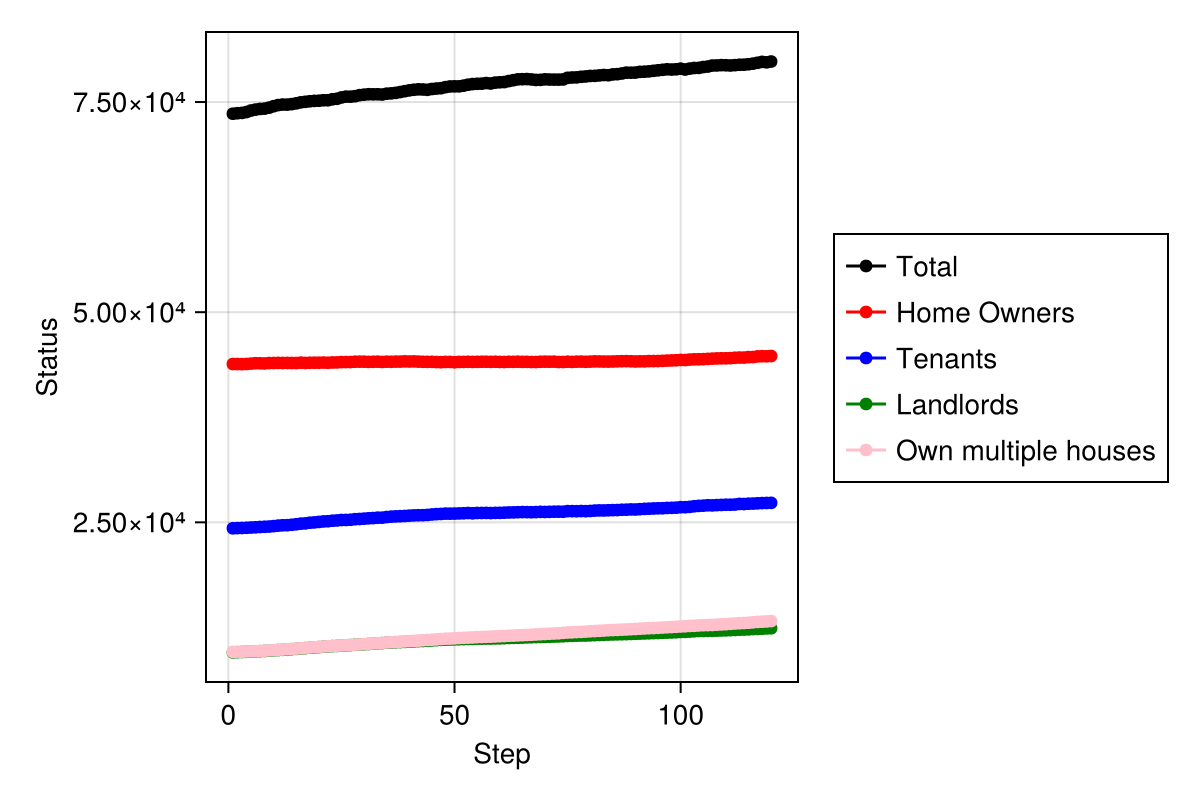 7.50×10⁴
5.00×10⁴
2.50×10⁴
Status
0 50 100
Step
Total
Home Owners
Tenants
Landlords
Own multiple houses